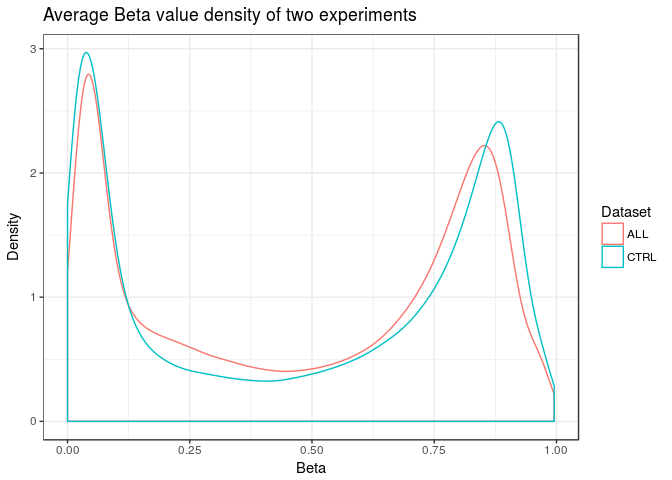 Average Beta value density of two experiments
3
2
1
0
Density
0.00
0.25
0.50
0.75
1.00
Beta
Dataset
ALL
CTRL